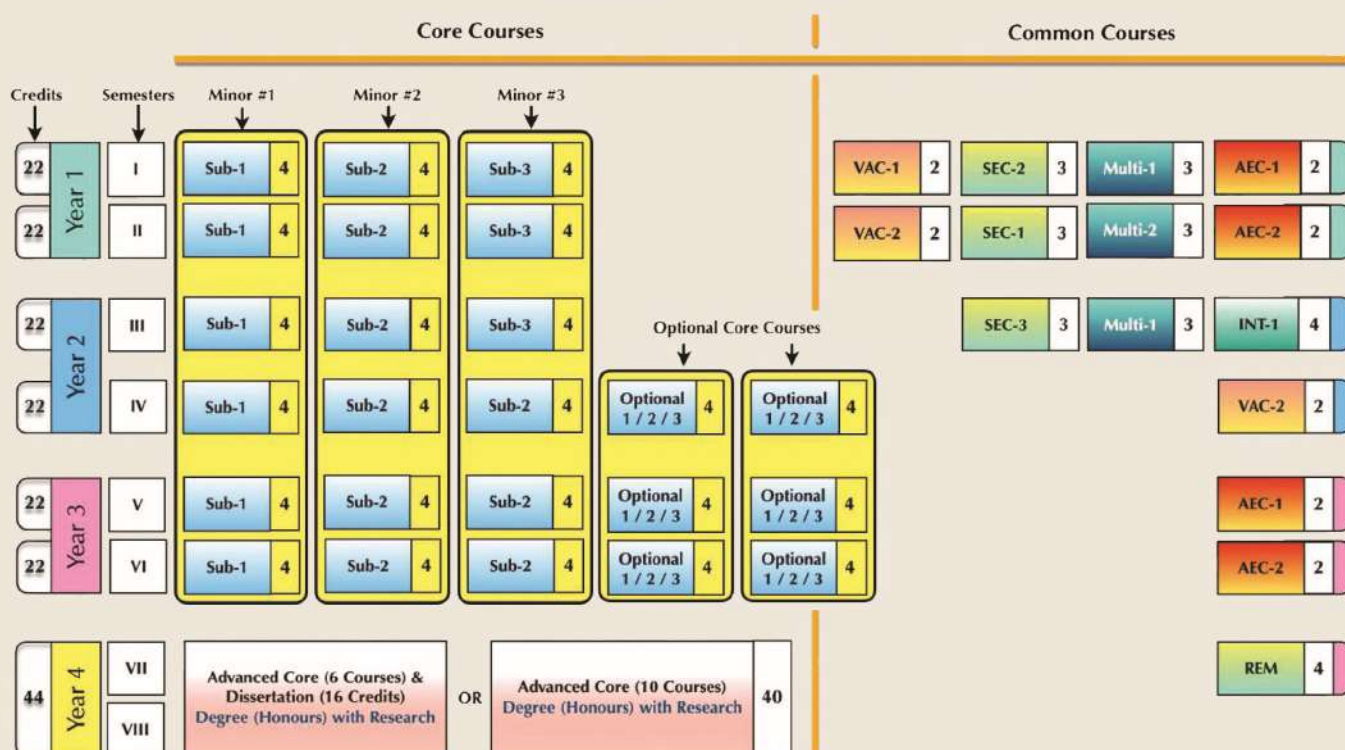 Core Courses
Common Courses
Credits Semesters Minor #1 Minor #2 Minor #3
22 Year 1 I Sub-1 4 Sub-2 4 Sub-3 4 VAC-1 2 SEC-2 3 Multi-1 3 AEC-1 2
22 II Sub-1 4 Sub-2 4 Sub-3 4 VAC-2 2 SEC-1 3 Multi-2 3 AEC-2 2
22 Year 2 III Sub-1 4 Sub-2 4 Sub-3 4 SEC-3 3 Multi-1 3 INT-1 4
Optional Core Courses
22 IV Sub-1 4 Sub-2 4 Sub-2 4 Optional 4 Optional 4 VAC-2 2
1 / 2 / 3 1 / 2 / 3
22 Year 3 V Sub-1 4 Sub-2 4 Sub-2 4 Optional 4 Optional 4 AEC-1 2
1 / 2 / 3 1 / 2 / 3
22 VI Sub-1 4 Sub-2 4 Sub-2 4 Optional 4 Optional 4 AEC-2 2
1 / 2 / 3 1 / 2 / 3
44 Year 4 VII
VIII
Advanced Core (6 Courses) &
Dissertation (16 Credits)
Degree (Honours) with Research
OR
Advanced Core (10 Courses)
Degree (Honours) with Research
40
REM 4